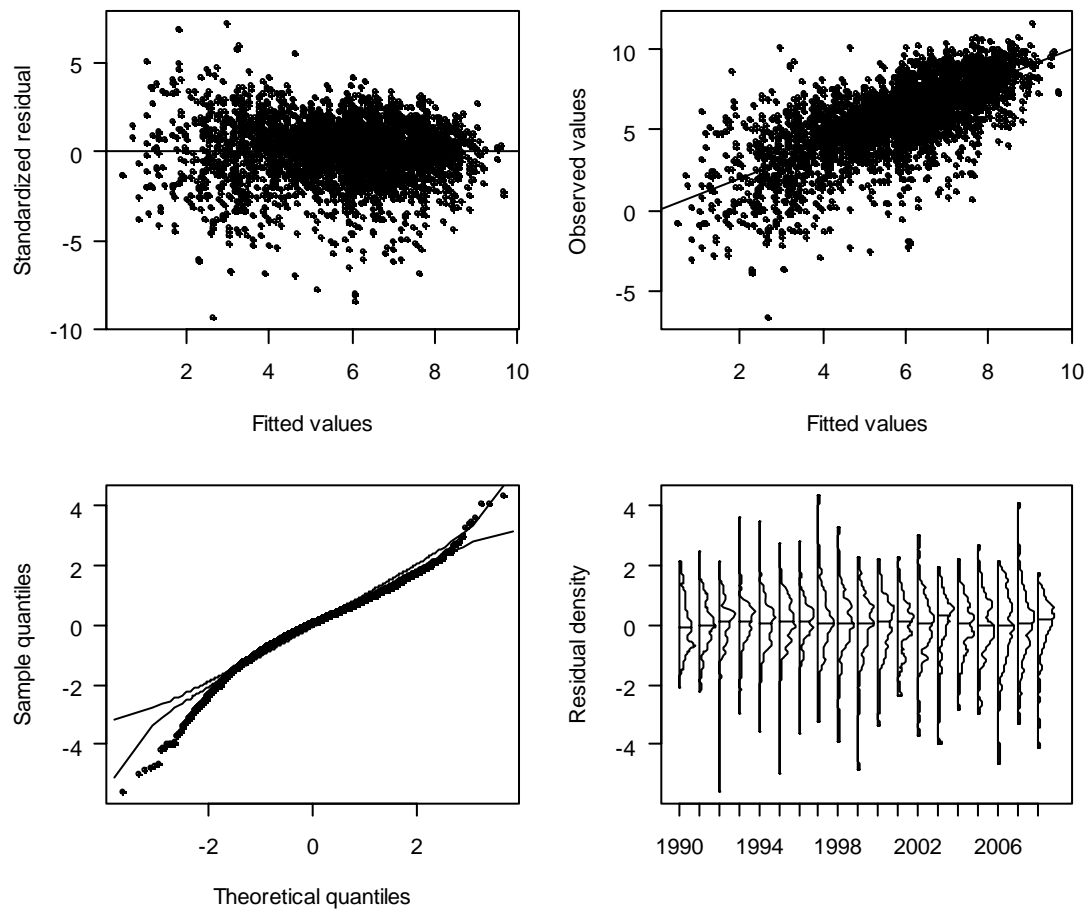 Standardized residual
5
0
-5
-10
2 4 6 8 10
Fitted values
Observed values
10
5
0
-5
2 4 6 8 10
Fitted values
Sample quantiles
4
2
0
-2
-4
-2 0 2
Theoretical quantiles
Residual density
4
2
0
-2
-4
1990 1994 1998 2002 2006